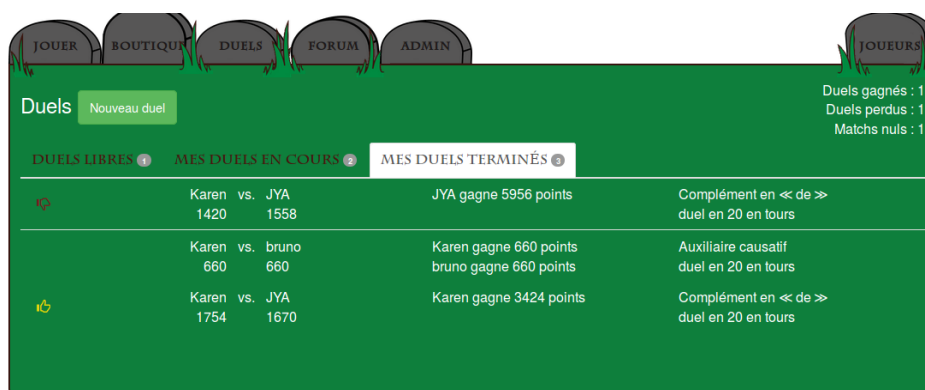 JOUER BOUTIQUE DUELS FORUM ADMIN JOUEURS
Duels Nouveau duel
Duels gagnés : 1
Duels perdus : 1
Matchs nuls : 1
DUELS LIBRES 1 MES DUELS EN COURS 2 MES DUELS TERMINÉS 3
Karen vs. JYA JYA gagne 5956 points Complément en ≪ de ≫
1420 1558 duel en 20 en tours
Karen vs. bruno Karen gagne 660 points Auxiliaire causatif
660 660 bruno gagne 660 points duel en 20 en tours
Karen vs. JYA Karen gagne 3424 points Complément en ≪ de ≫
1754 1670 duel en 20 en tours